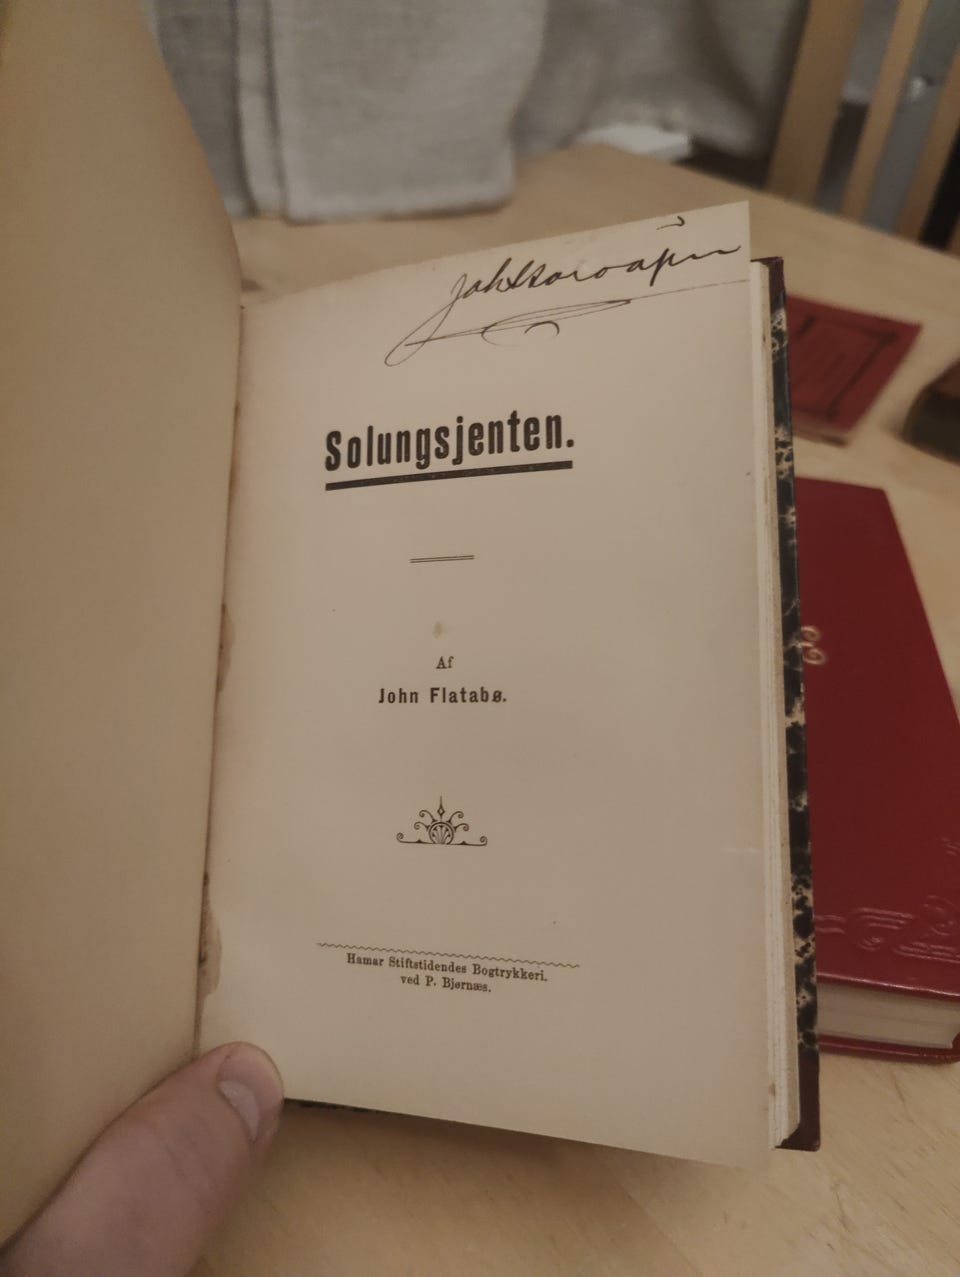 Solungsjenten.
Af
John Flatabø.
Hamar Stiftstidendes Bogtrykkeri.
ved P. Bjørnæs.